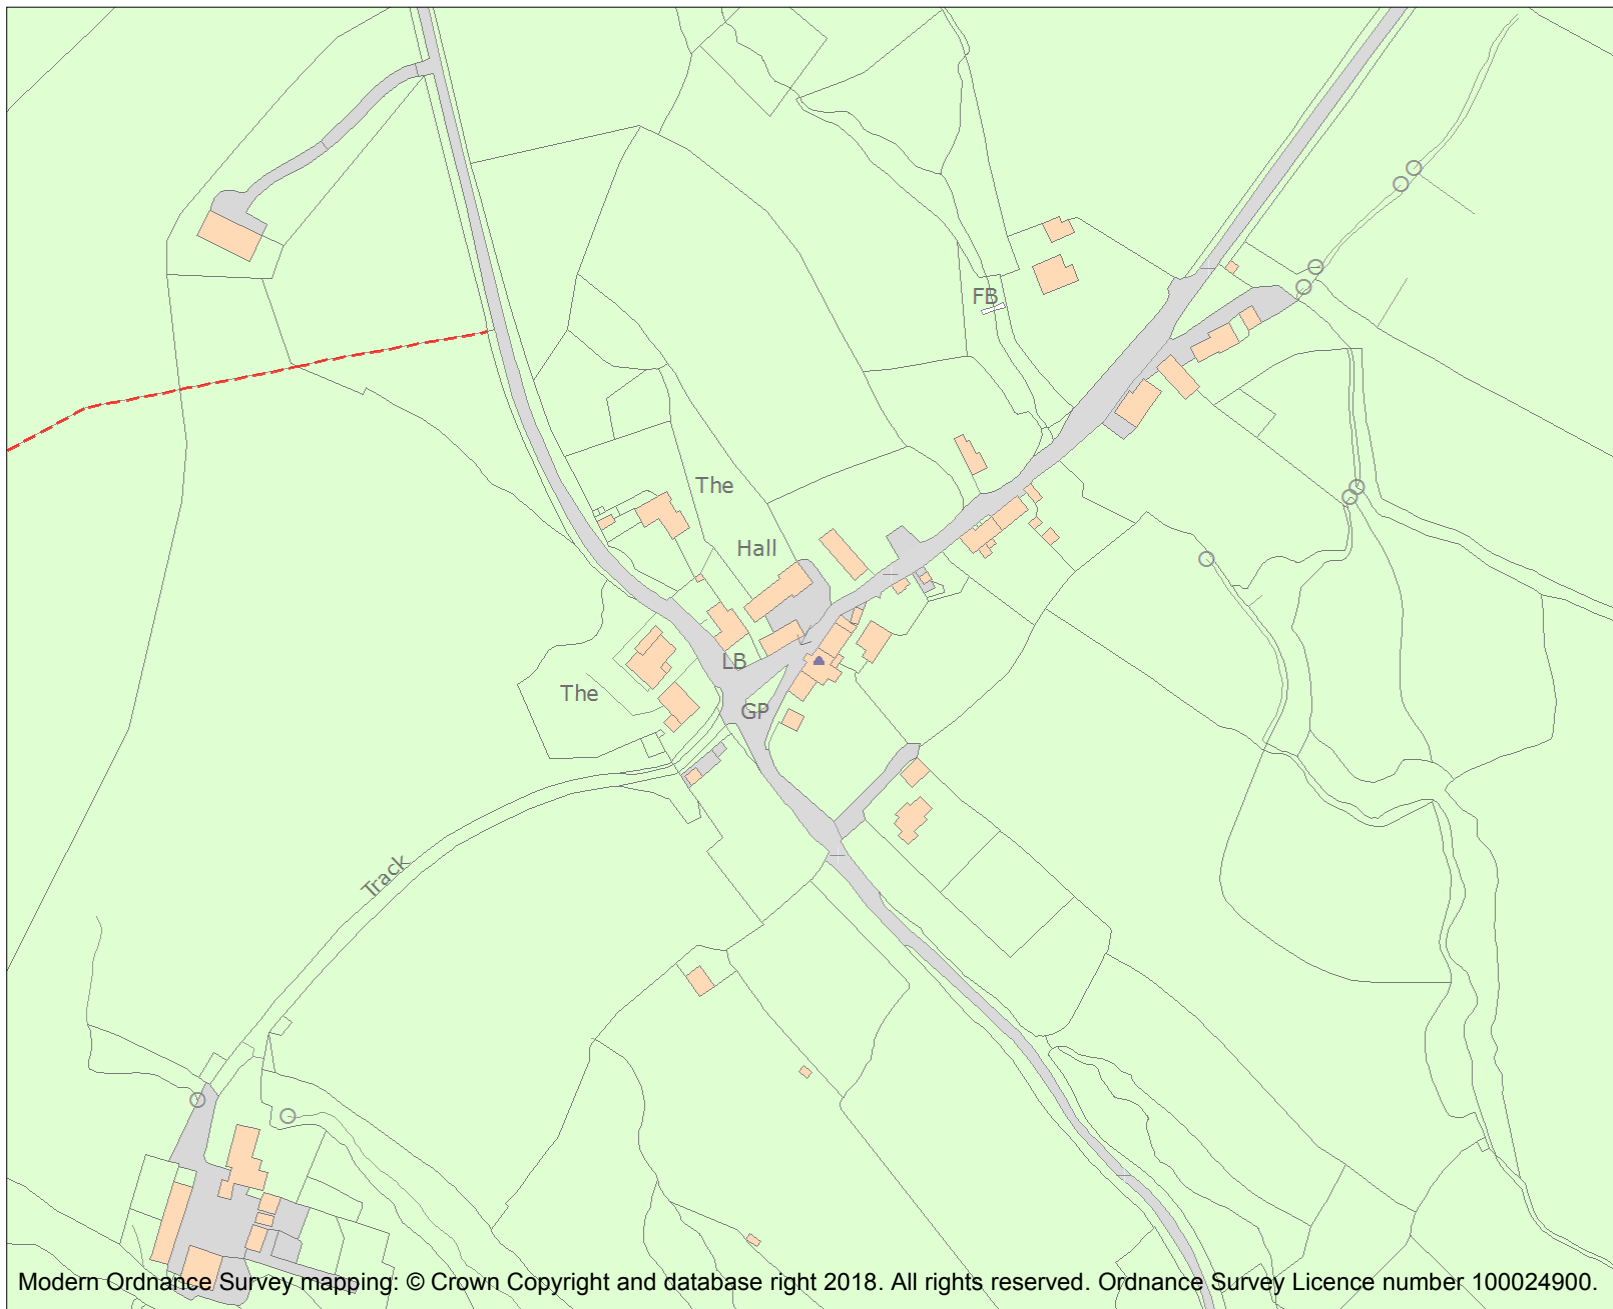 FB
The
Hall
LB
The
GP
Track
Modern Ordnance Survey mapping: © Crown Copyright and database right 2018. All rights reserved. Ordnance Survey Licence number 100024900.